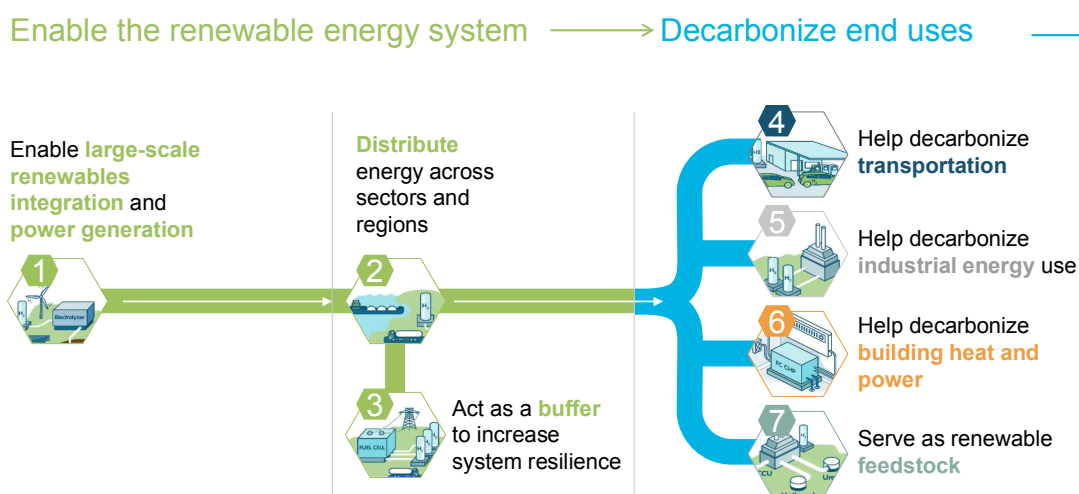 Enable the renewable energy system
Decarbonize end uses
Enable large-scale
renewables
integration and
power generation
1
Electrolyzer
Distribute
energy across
sectors and
regions
2
3
FUEL CELL
Act as a buffer
to increase
system resilience
4
Help decarbonize
transportation
5
Help decarbonize
industrial energy use
6
FC CHP
Help decarbonize
building heat and
power
7
Serve as renewable
feedstock